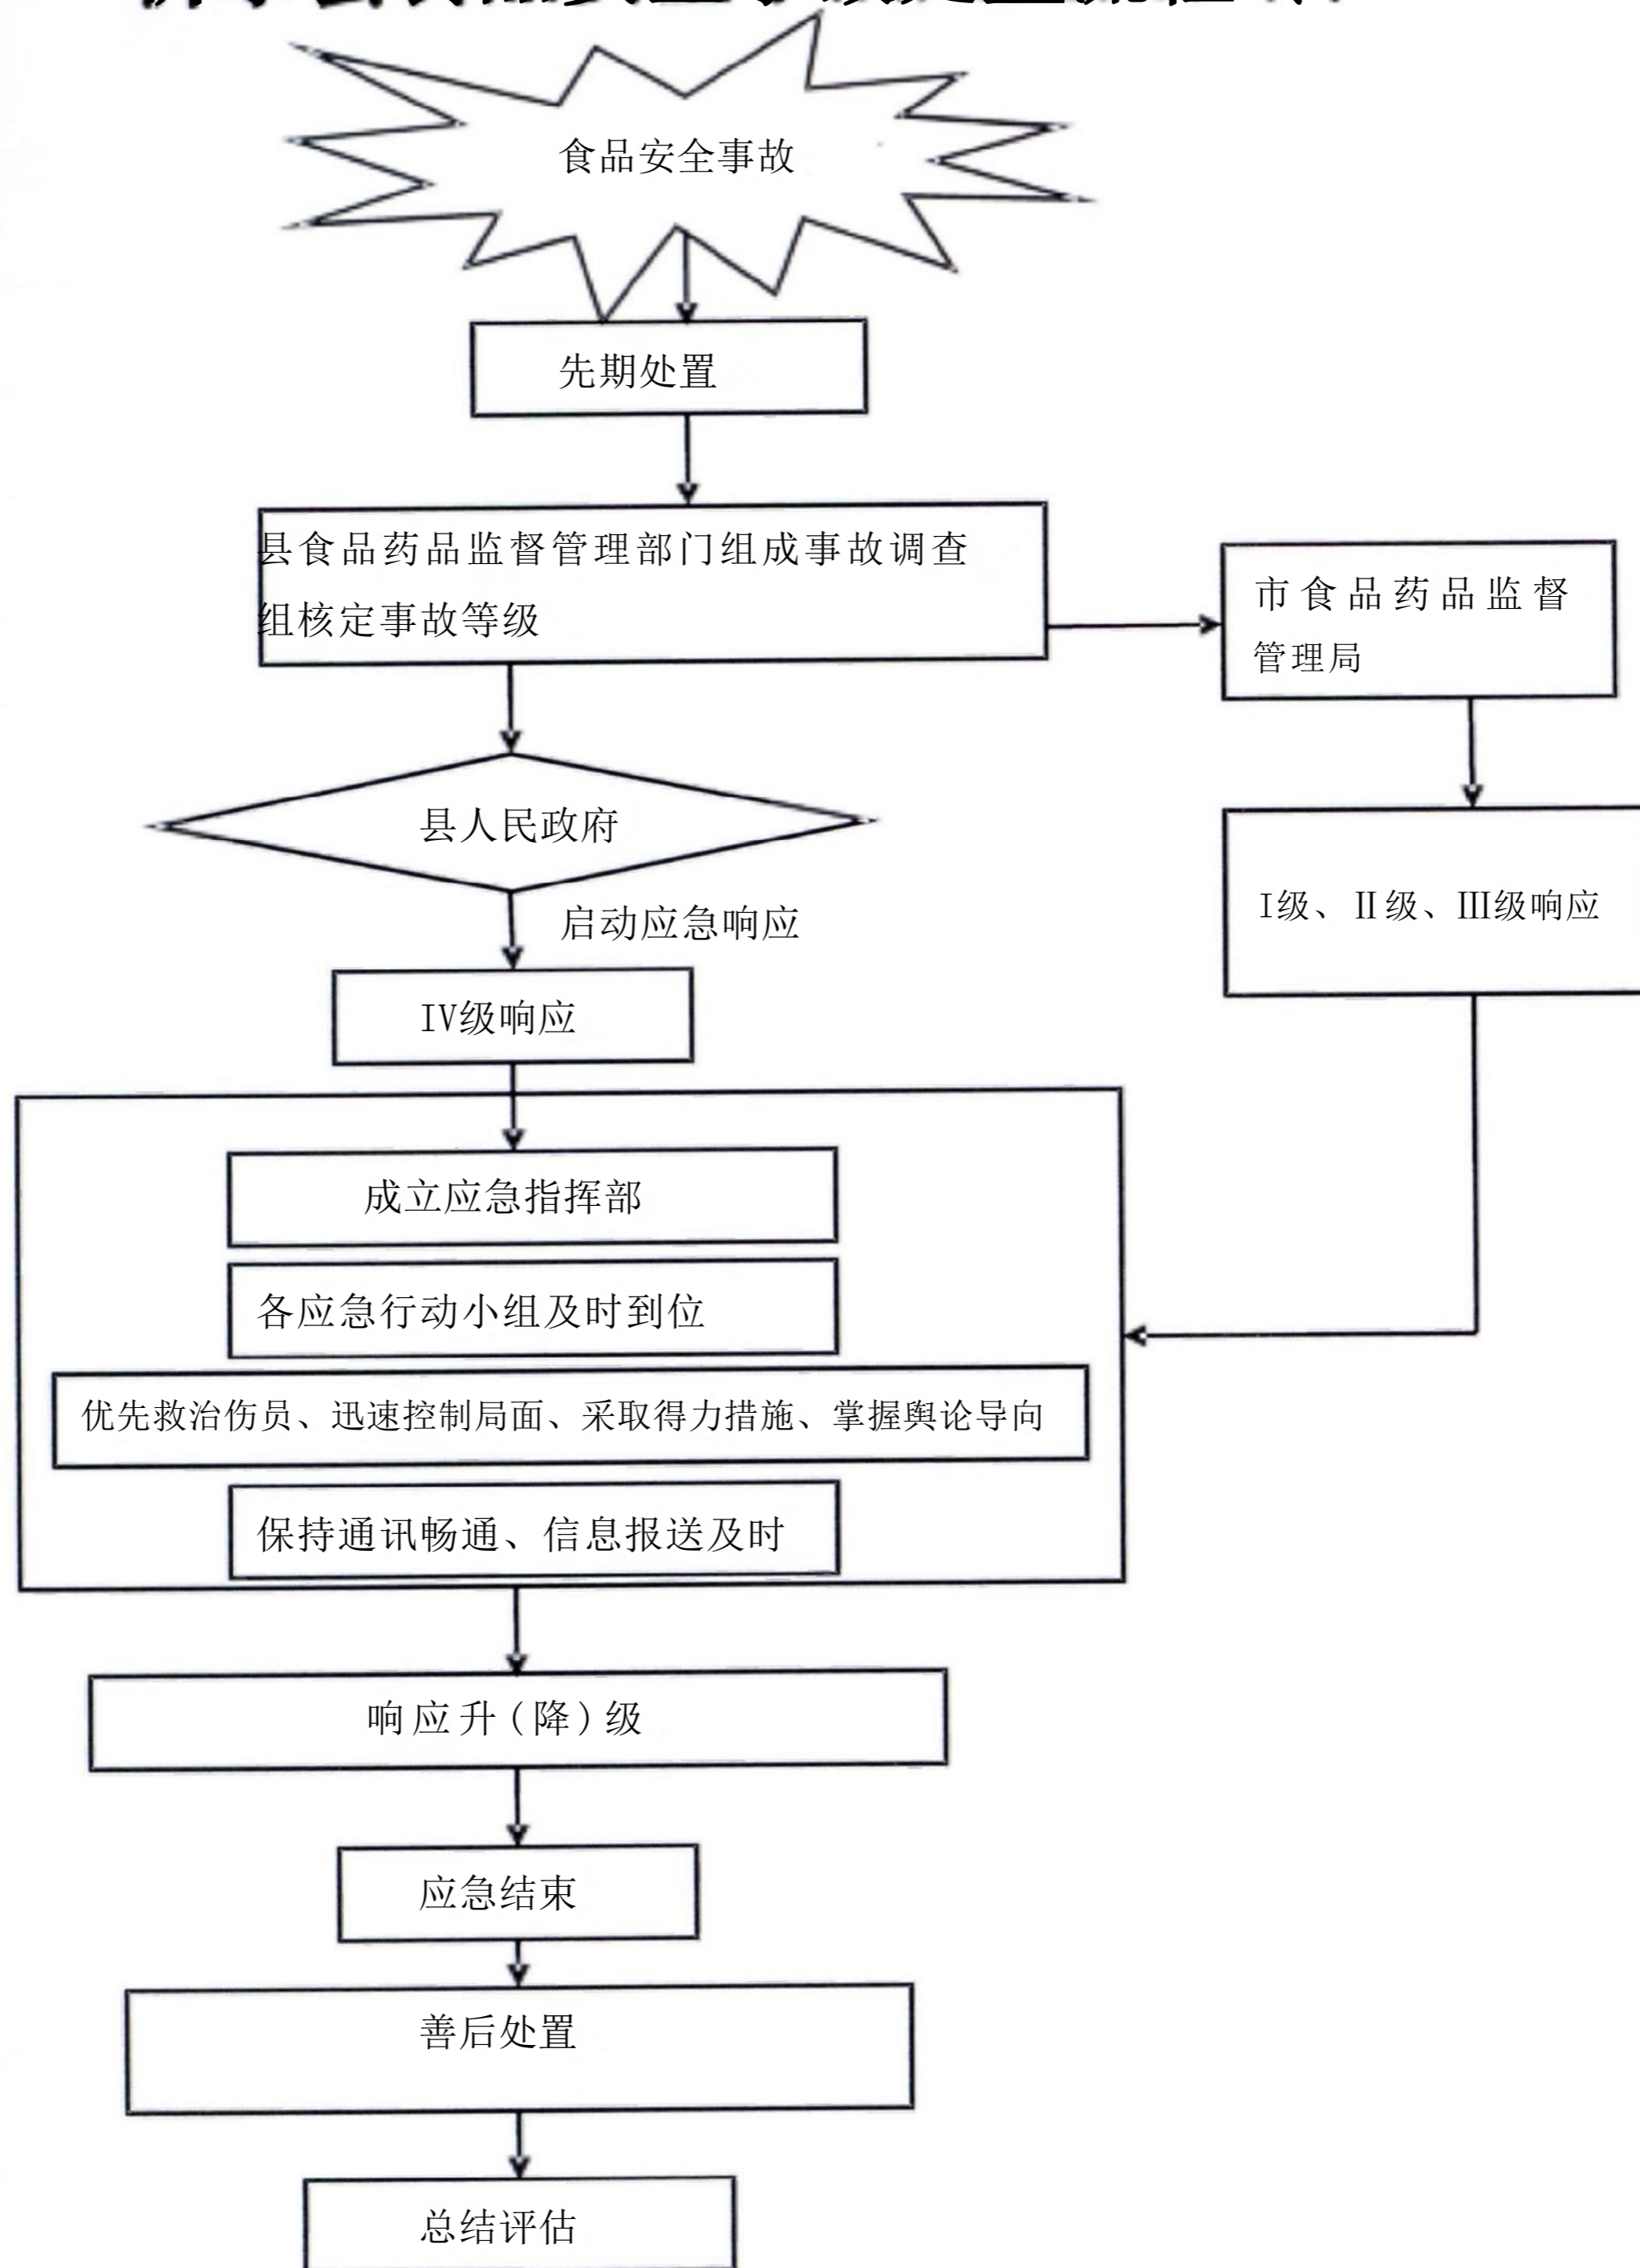 食品安全事故
先期处置
县食品药品监督管理部门组成事故调查
组核定事故等级
市食品药品监督
管理局
县人民政府
启动应急响应
I级、II级、III级响应
IV级响应
成立应急指挥部
各应急行动小组及时到位
优先救治伤员、迅速控制局面、采取得力措施、掌握舆论导向
保持通讯畅通、信息报送及时
响应升(降)级
应急结束
善后处置
总结评估